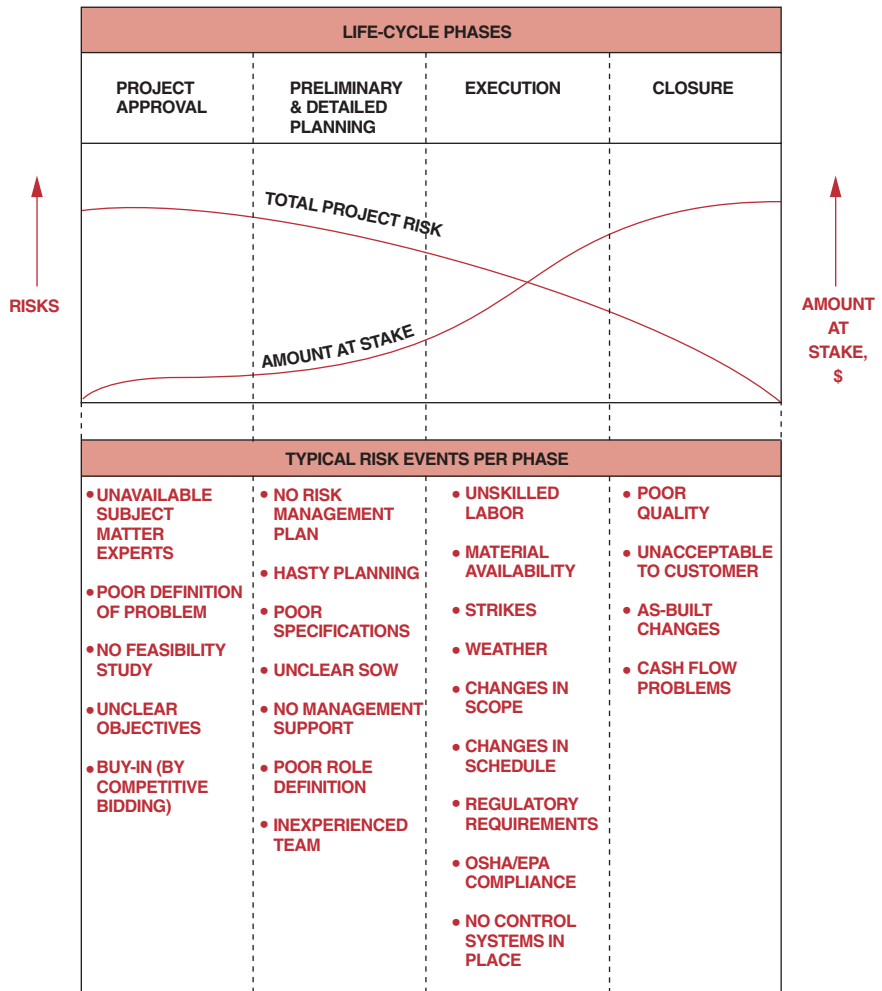 LIFE-CYCLE PHASES
PROJECT
APPROVAL
PRELIMINARY
& DETAILED
PLANNING
EXECUTION
CLOSURE
TOTAL PROJECT RISK
AMOUNT AT STAKE
RISKS
AMOUNT
AT
STAKE,
$
TYPICAL RISK EVENTS PER PHASE
• UNAVAILABLE
SUBJECT
MATTER
EXPERTS
• POOR DEFINITION
OF PROBLEM
• NO FEASIBILITY
STUDY
• UNCLEAR
OBJECTIVES
• BUY-IN (BY
COMPETITIVE
BIDDING)
• NO RISK
MANAGEMENT
PLAN
• HASTY PLANNING
• POOR
SPECIFICATIONS
• UNCLEAR SOW
• NO MANAGEMENT
SUPPORT
• POOR ROLE
DEFINITION
• INEXPERIENCED
TEAM
• UNSKILLED
LABOR
• MATERIAL
AVAILABILITY
• STRIKES
• WEATHER
• CHANGES IN
SCOPE
• CHANGES IN
SCHEDULE
• REGULATORY
REQUIREMENTS
• OSHA/EPA
COMPLIANCE
• NO CONTROL
SYSTEMS IN
PLACE
• POOR
QUALITY
• UNACCEPTABLE
TO CUSTOMER
• AS-BUILT
CHANGES
• CASH FLOW
PROBLEMS